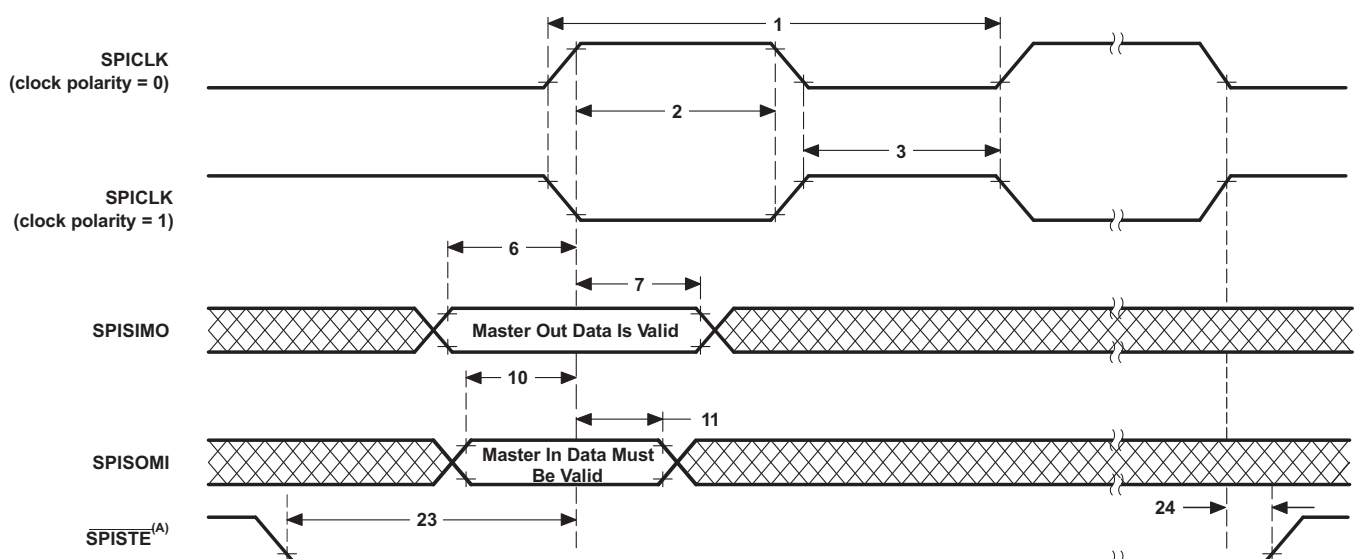 1
SPICLK
(clock polarity = 0)
2
3
SPICLK
(clock polarity = 1)
6
7
SPISIMO
Master Out Data Is Valid
10
11
SPISOMI
Master In Data Must
Be Valid
23
24
SPISTE(A)